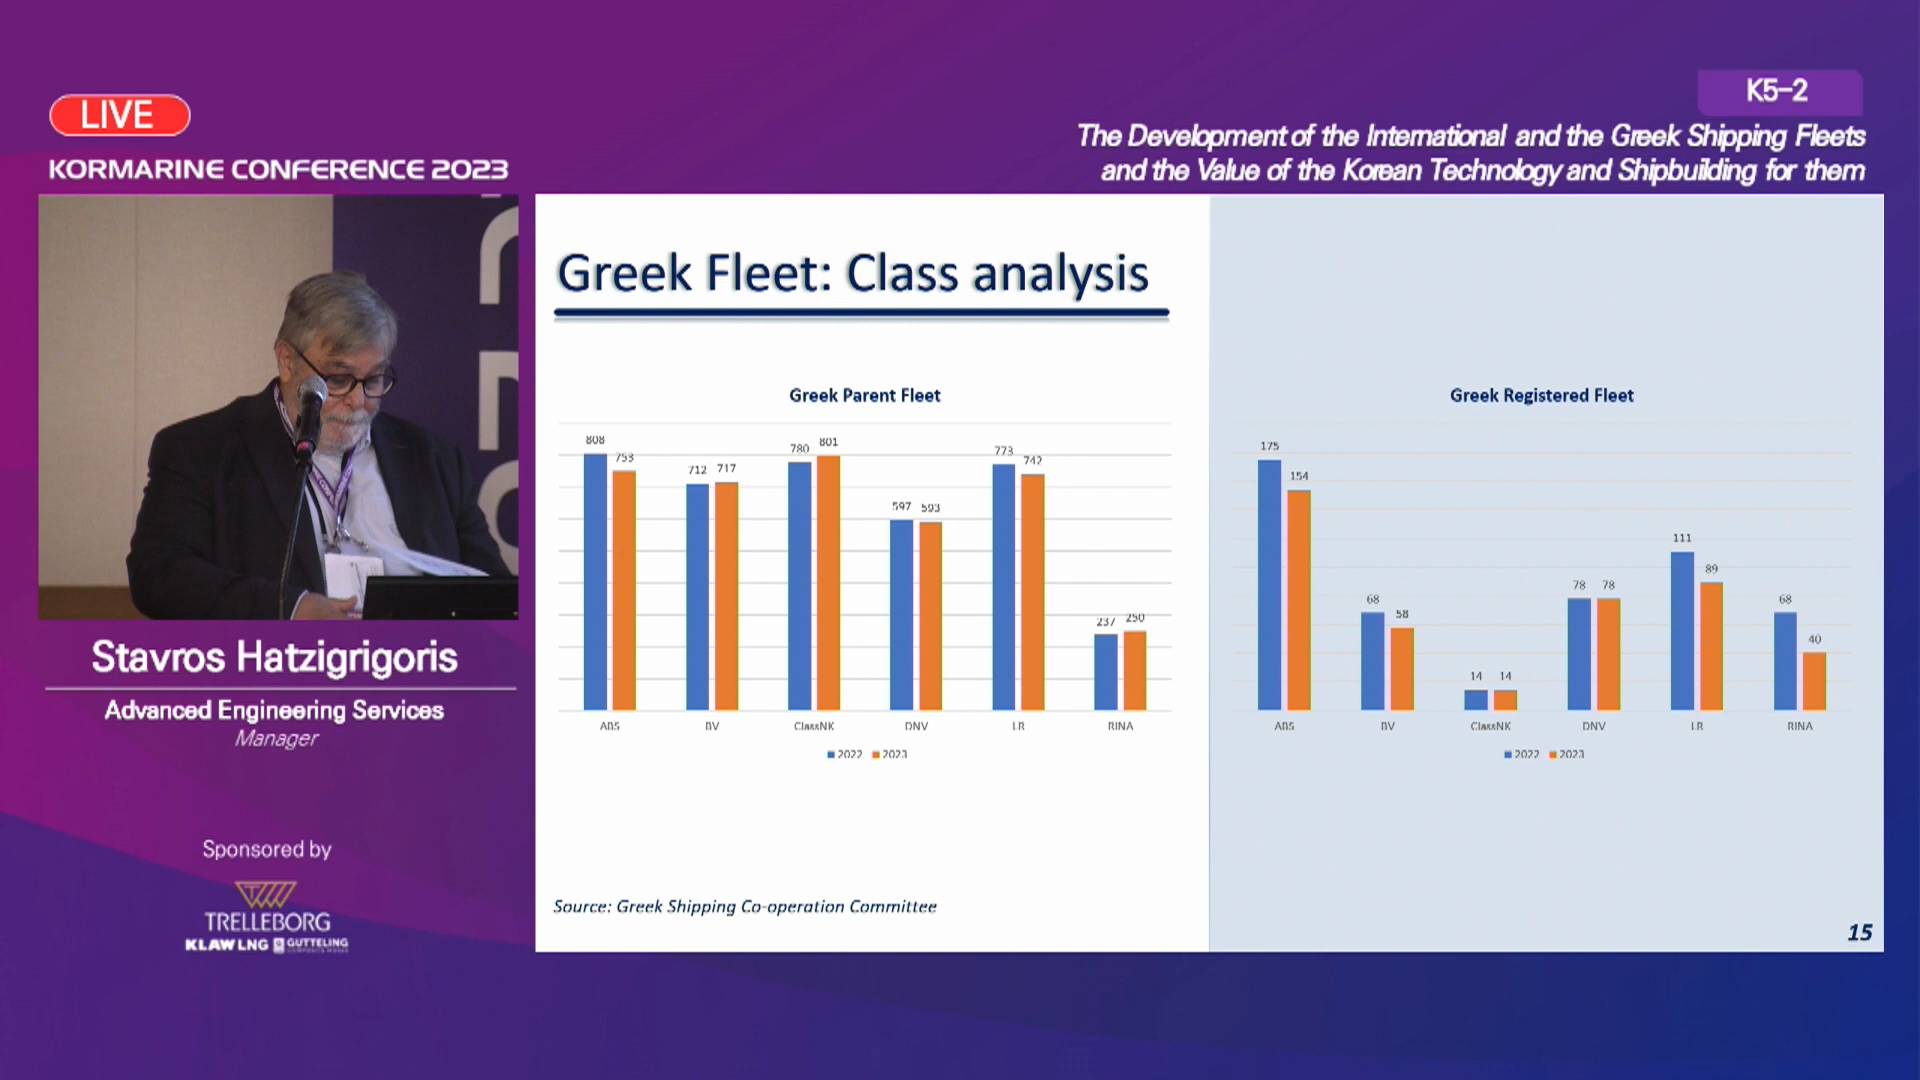 LIVE
KORMARINE CONFERENCE 2023
K5-2
The Development of the International and the Greek Shipping Fleets
and the Value of the Korean Technology and Shipbuilding for them
Stavros Hatzigrigoris
Advanced Engineering Services
Manager
Sponsored by
TRELLEBORG
KLAW LNG GUTTELING
Greek Fleet: Class analysis
Greek Parent Fleet
808 753 712 717 780 801 597 593 773 742 237 250
ABS BV ClassNK DNV LR RINA
2022 2023
Greek Registered Fleet
175 154 68 58 14 14 78 78 111 89 68 40
ABS BV ClassNK DNV LR RINA
2022 2023
Source: Greek Shipping Co-operation Committee
15